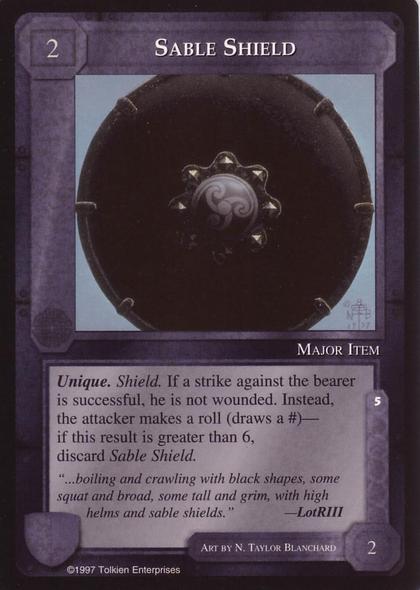 2
SABLE SHIELD
MAJOR ITEM
Unique. Shield. If a strike against the bearer
is successful, he is not wounded. Instead,
the attacker makes a roll (draws a #)—
if this result is greater than 6,
discard Sable Shield.
5
“...boiling and crawling with black shapes, some
squat and broad, some tall and grim, with high
helms and sable shields.” —LotRIII
ART BY N. TAYLOR BLANCHARD
2
©1997 Tolkien Enterprises